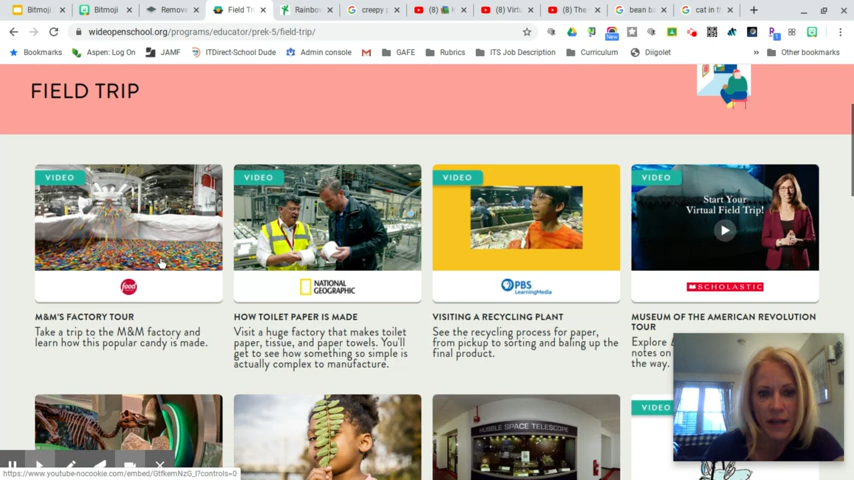 Bitmoji
Bitmoji
Remove
Field Tr
Rainbow
creepy
(8)
(8) Virtu
(8) The
bean ba
cat in th
wideopenschool.org/programs/educator/prek-5/field-trip/
Bookmarks
Aspen: Log On
JAMF
ITDirect-School Dude
Admin console
GAFE
Rubrics
ITS Job Description
Curriculum
Diigolet
»
Other bookmarks
New
FIELD TRIP
VIDEO
VIDEO
VIDEO
VIDEO
Start Your
Virtual Field Trip!
food
NATIONAL
GEOGRAPHIC
PBS
LearningMedia
SCHOLASTIC
M&M'S FACTORY TOUR
Take a trip to the M&M factory and
learn how this popular candy is made.
HOW TOILET PAPER IS MADE
Visit a huge factory that makes toilet
paper, tissue, and paper towels. You'll
get to see how something so simple is
actually complex to manufacture.
VISITING A RECYCLING PLANT
See the recycling process for paper,
from pickup to sorting and baling up the
final product.
MUSEUM OF THE AMERICAN REVOLUTION
TOUR
Explore
notes on
the way.
HUBBLE SPACE TELESCOPE
VIDEO
https://www.youtube-nocookie.com/embed/GtfkemNzG_I?controls=0